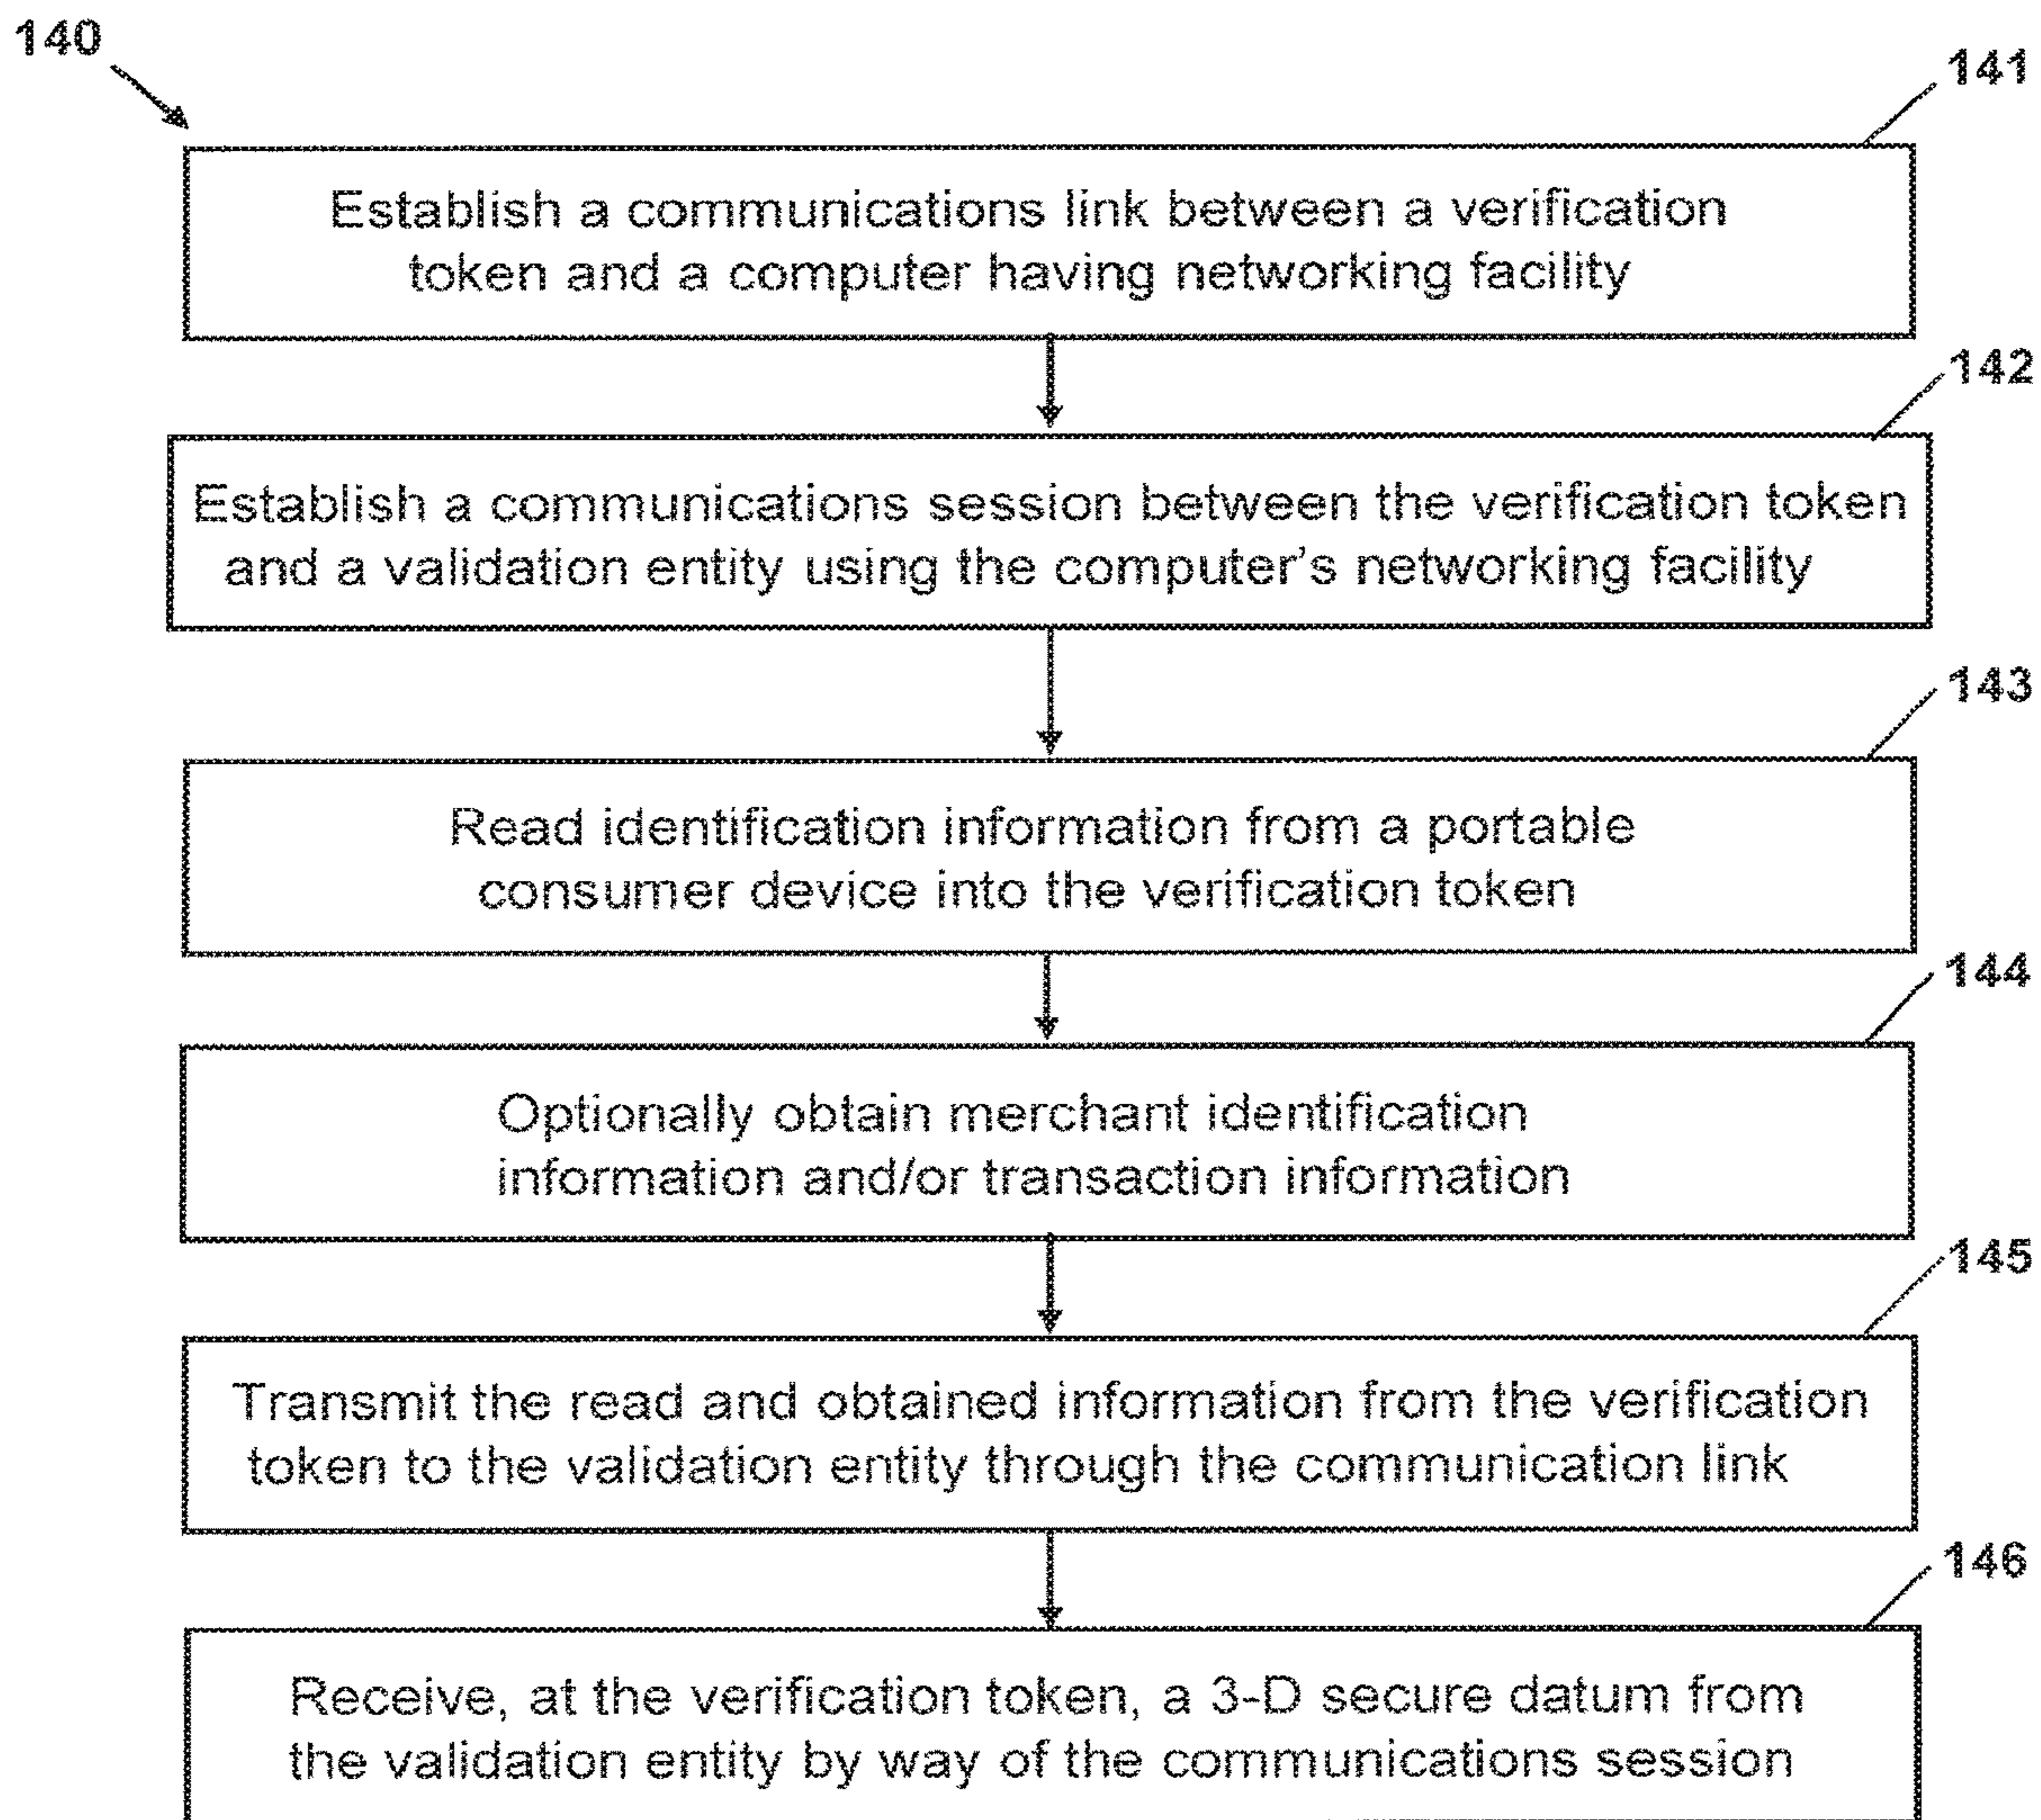 140
141
Establish a communications link between a verification
token and a computer having networking facility
142
Establish a communications session between the verification token
and a validation entity using the computer's networking facility
143
Read identification information from a portable
consumer device into the verification token
144
Optionally obtain merchant identification
information and/or transaction information
145
Transmit the read and obtained information from the verification
token to the validation entity through the communication link
146
Receive, at the verification token, a 3-D secure datum from
the validation entity by way of the communications session